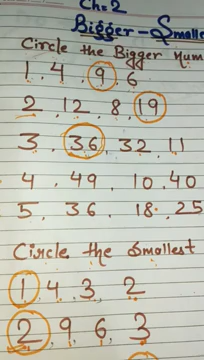 Ch=2
Bigger-Smalle
Circle the Bigger Num
1. 4. 9. 6
2, 12, 8, 19
3. 36, 32, 11
4. 49, 10. 40
5. 36. 18. 25
Circle the Smallest
1, 4, 3, 2
2, 9, 6, 3